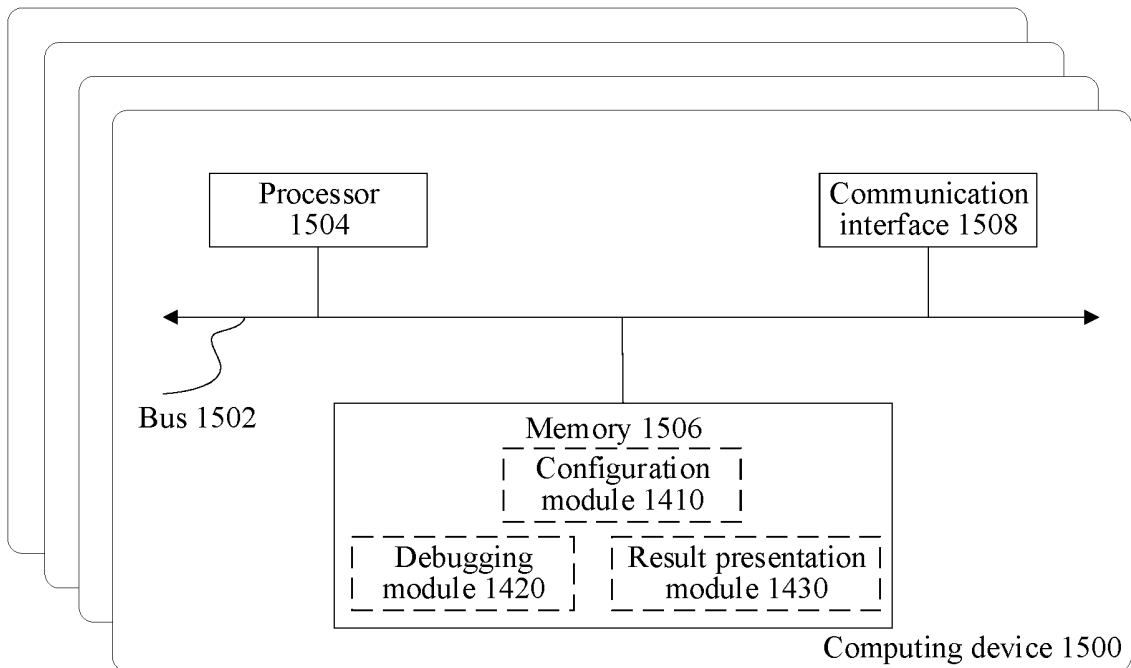 Processor
1504
Communication
interface 1508
Bus 1502
Memory 1506
Configuration
module 1410
Debugging
module 1420
Result presentation
module 1430
Computing device 1500